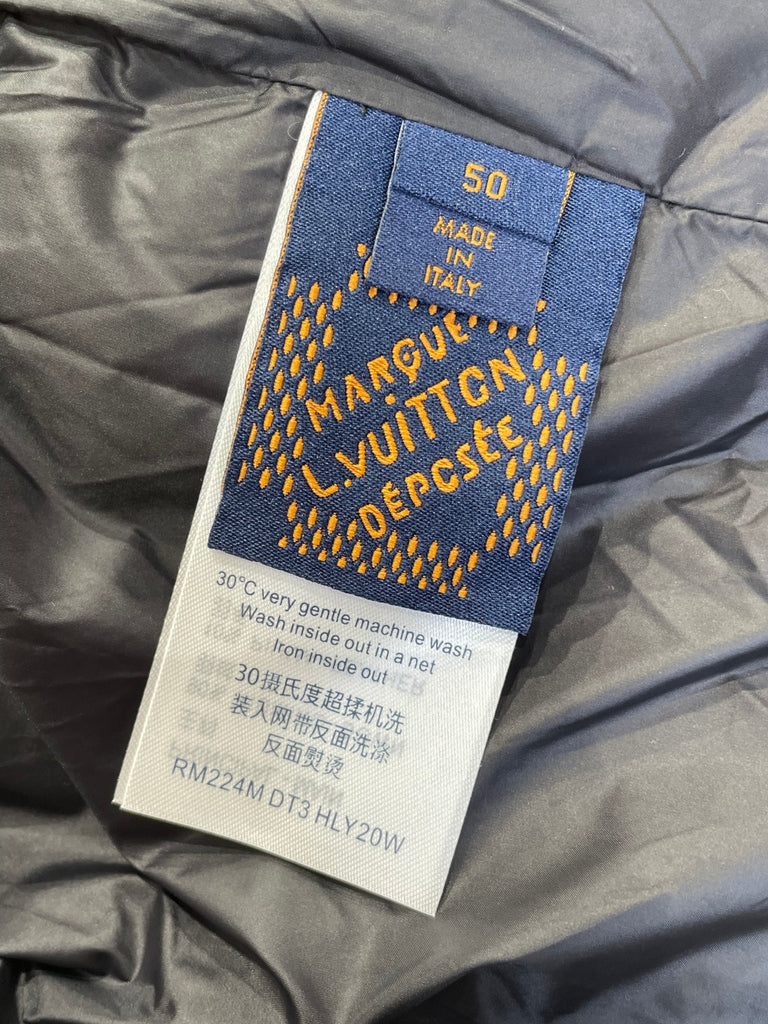 50
MADE
IN
ITALY
MARQUE
L.VUITTON
DÉPOSÉE
30°C very gentle machine wash
Wash inside out in a net
Iron inside out
30摄氏度超揉机洗
装入网带反面洗涤
反面熨烫
RM224M DT3 HLY20W